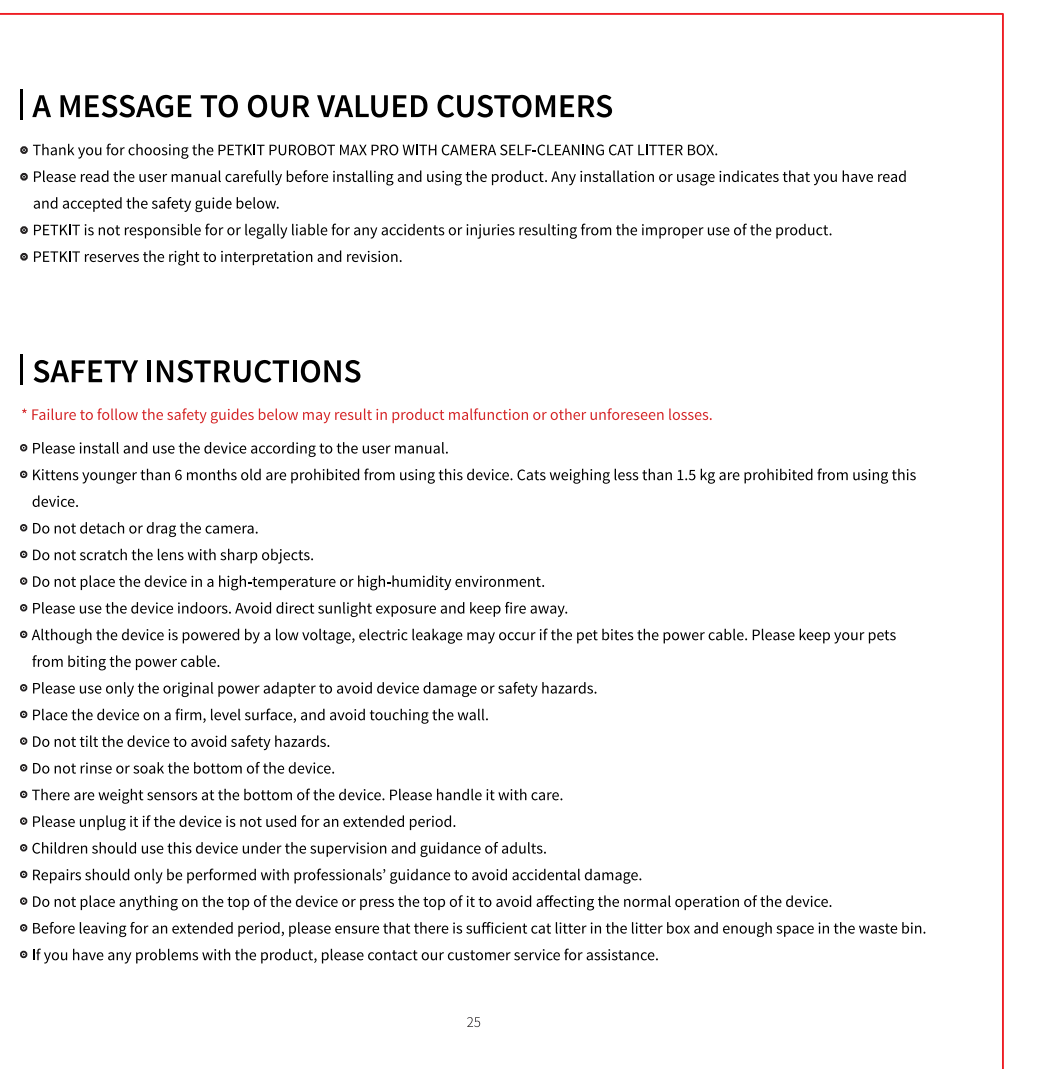 A MESSAGE TO OUR VALUED CUSTOMERS
Thank you for choosing the PETKIT PUROBOT MAX PRO WITH CAMERA SELF-CLEANING CAT LITTER BOX.
Please read the user manual carefully before installing and using the product. Any installation or usage indicates that you have read
and accepted the safety guide below.
PETKIT is not responsible for or legally liable for any accidents or injuries resulting from the improper use of the product.
PETKIT reserves the right to interpretation and revision.
SAFETY INSTRUCTIONS
* Failure to follow the safety guides below may result in product malfunction or other unforeseen losses.
Please install and use the device according to the user manual.
Kittens younger than 6 months old are prohibited from using this device. Cats weighing less than 1.5 kg are prohibited from using this
device.
Do not detach or drag the camera.
Do not scratch the lens with sharp objects.
Do not place the device in a high-temperature or high-humidity environment.
Please use the device indoors. Avoid direct sunlight exposure and keep fire away.
Although the device is powered by a low voltage, electric leakage may occur if the pet bites the power cable. Please keep your pets
from biting the power cable.
Please use only the original power adapter to avoid device damage or safety hazards.
Place the device on a firm, level surface, and avoid touching the wall.
Do not tilt the device to avoid safety hazards.
Do not rinse or soak the bottom of the device.
There are weight sensors at the bottom of the device. Please handle it with care.
Please unplug it if the device is not used for an extended period.
Children should use this device under the supervision and guidance of adults.
Repairs should only be performed with professionals’ guidance to avoid accidental damage.
Do not place anything on the top of the device or press the top of it to avoid affecting the normal operation of the device.
Before leaving for an extended period, please ensure that there is sufficient cat litter in the litter box and enough space in the waste bin.
If you have any problems with the product, please contact our customer service for assistance.
25